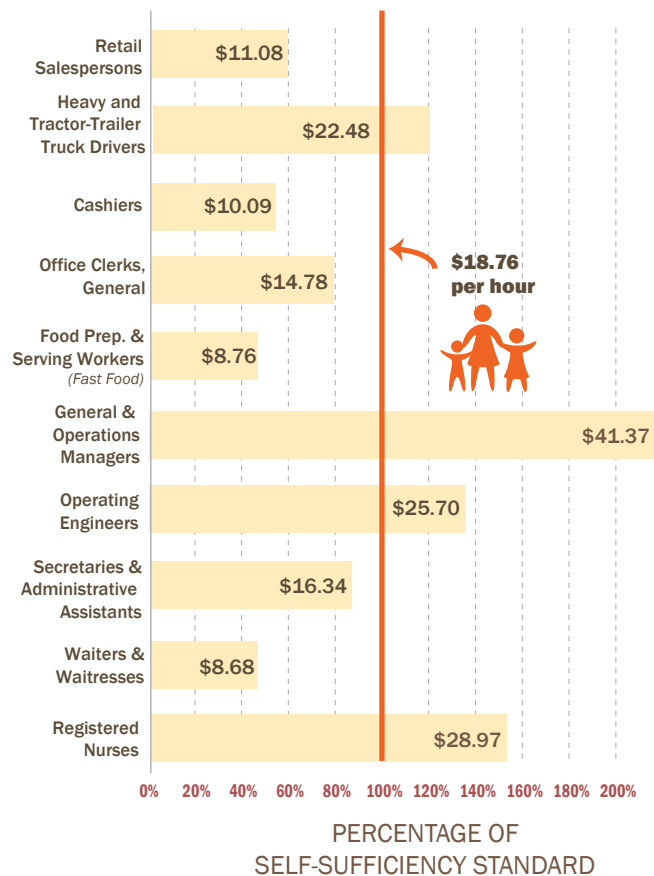 Retail
Salespersons
$11.08
Heavy and
Tractor-Trailer
Truck Drivers
$22.48
Cashiers
$10.09
Office Clerks,
General
$14.78
$18.76
per hour
Food Prep. &
Serving Workers
(Fast Food)
$8.76
General &
Operations
Managers
$41.37
Operating
Engineers
$25.70
Secretaries &
Administrative
Assistants
$16.34
Waiters &
Waitresses
$8.68
Registered
Nurses
$28.97
0% 20% 40% 60% 80% 100% 120% 140% 160% 180% 200%
PERCENTAGE OF
SELF-SUFFICIENCY STANDARD